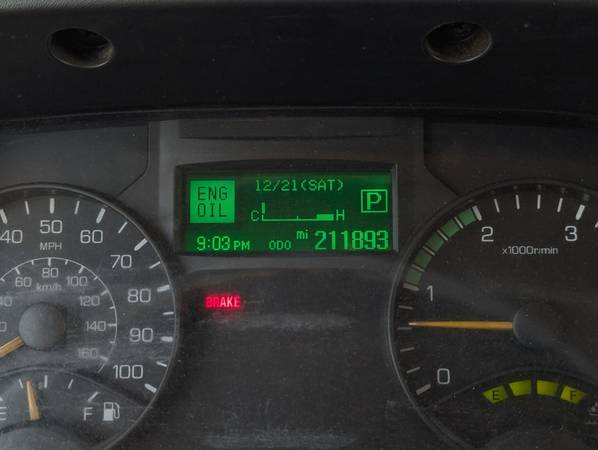 ENG
OIL
12/21(SAT)
C H
P
9:03 PM ODO mi 211893
BRAKE
40 50 60 70 80 90 100
MPH
60 80 100 120 140 160
km/h
E F
0 1 2 3
x1000r/min
E F